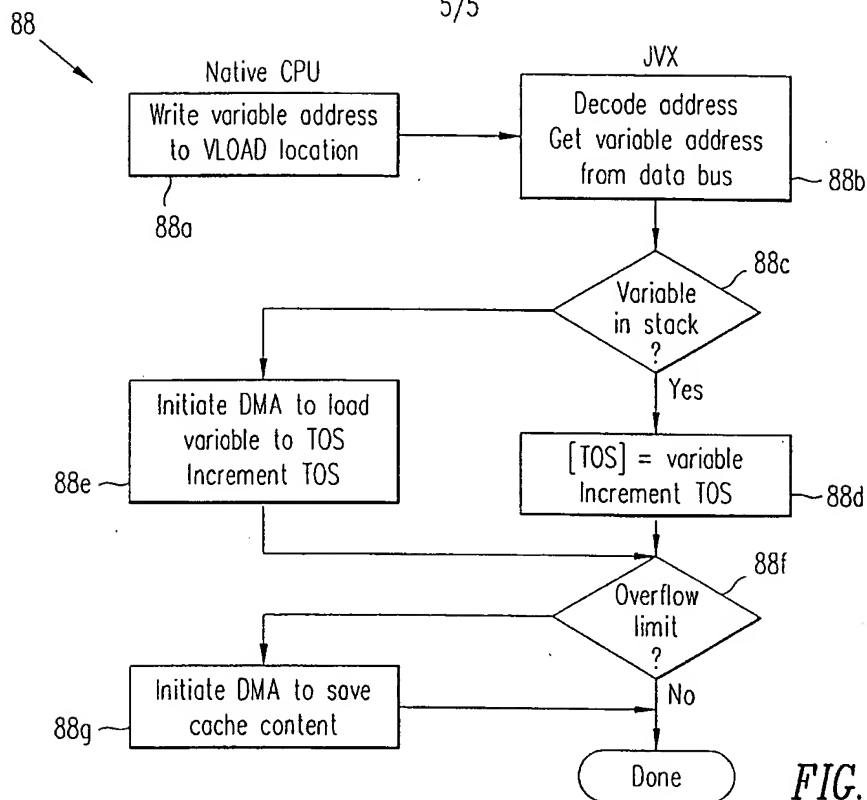 5/5
88
Native CPU
JVX
Write variable address
to VLOAD location
88a
Decode address
Get variable address
from data bus
88b
Variable
in stack
?
88c
Yes
Initiate DMA to load
variable to TOS
Increment TOS
88e
[TOS] = variable
Increment TOS
88d
Overflow
limit
?
88f
No
Initiate DMA to save
cache content
88g
Done
FIG.